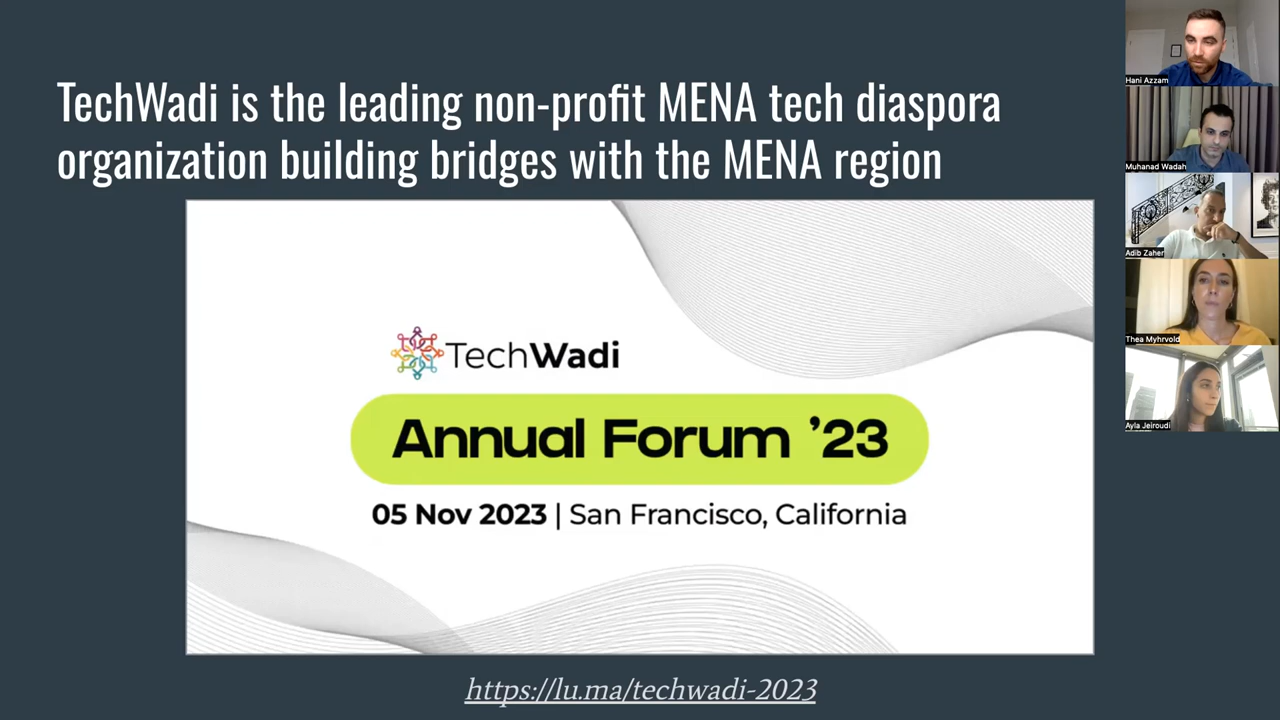 TechWadi is the leading non-profit MENA tech diaspora
organization building bridges with the MENA region
TechWadi
Annual Forum ’23
05 Nov 2023 | San Francisco, California
https://lu.ma/techwadi-2023
Hani Azzam
Muhanad Wadah
Adib Zaher
Thea Myhrvold
Ayla Jeiroudi